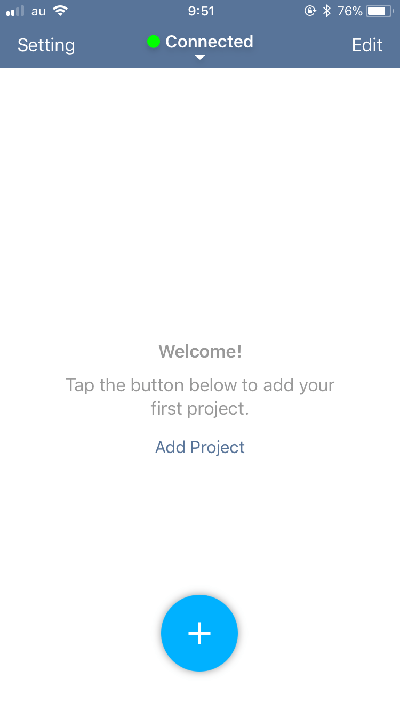 au 9:51 76%
Setting Connected Edit
Welcome!
Tap the button below to add your
first project.
Add Project